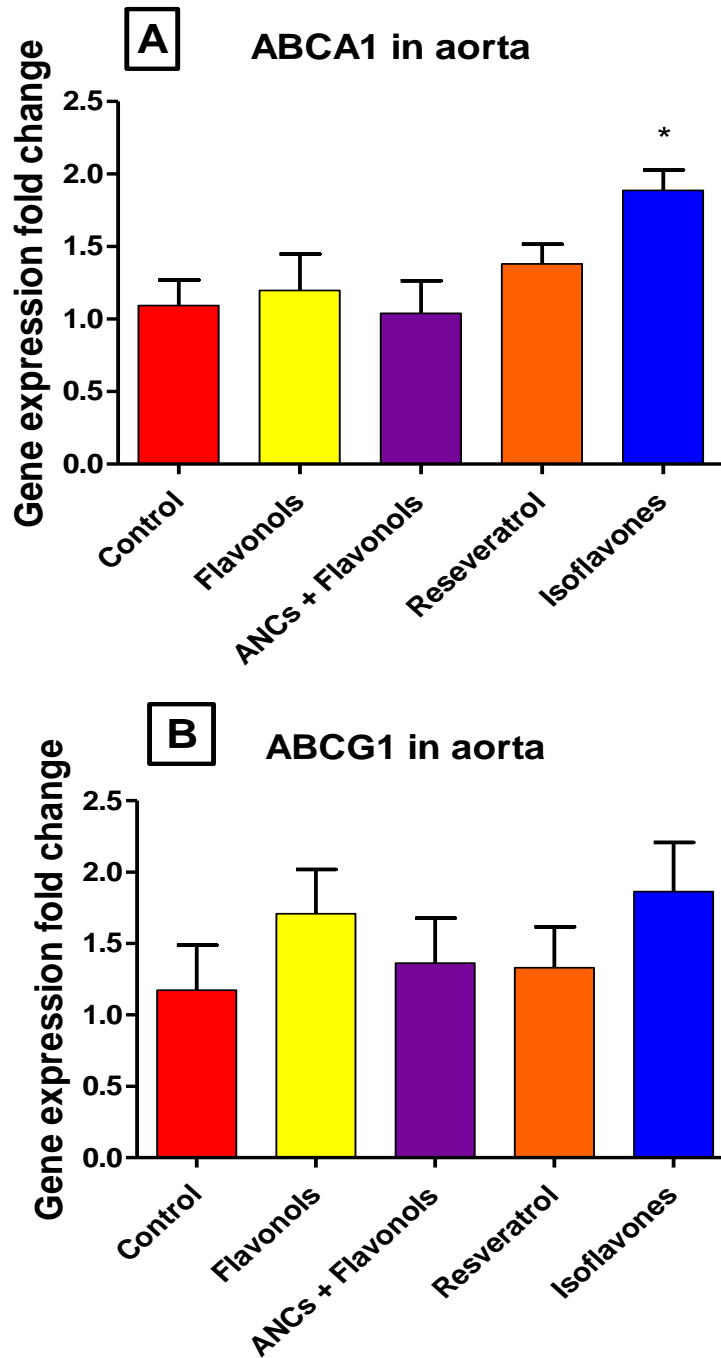 A
ABCA1 in aorta
Gene expression fold change
2.5
*
2.0
1.5
1.0
0.5
0.0
Control
Flavonols
ANCs + Flavonols
Reseveratrol
Isoflavones
B
ABCG1 in aorta
Gene expression fold change
2.5
2.0
1.5
1.0
0.5
0.0
Control
Flavonols
ANCs + Flavonols
Resveratrol
Isoflavones